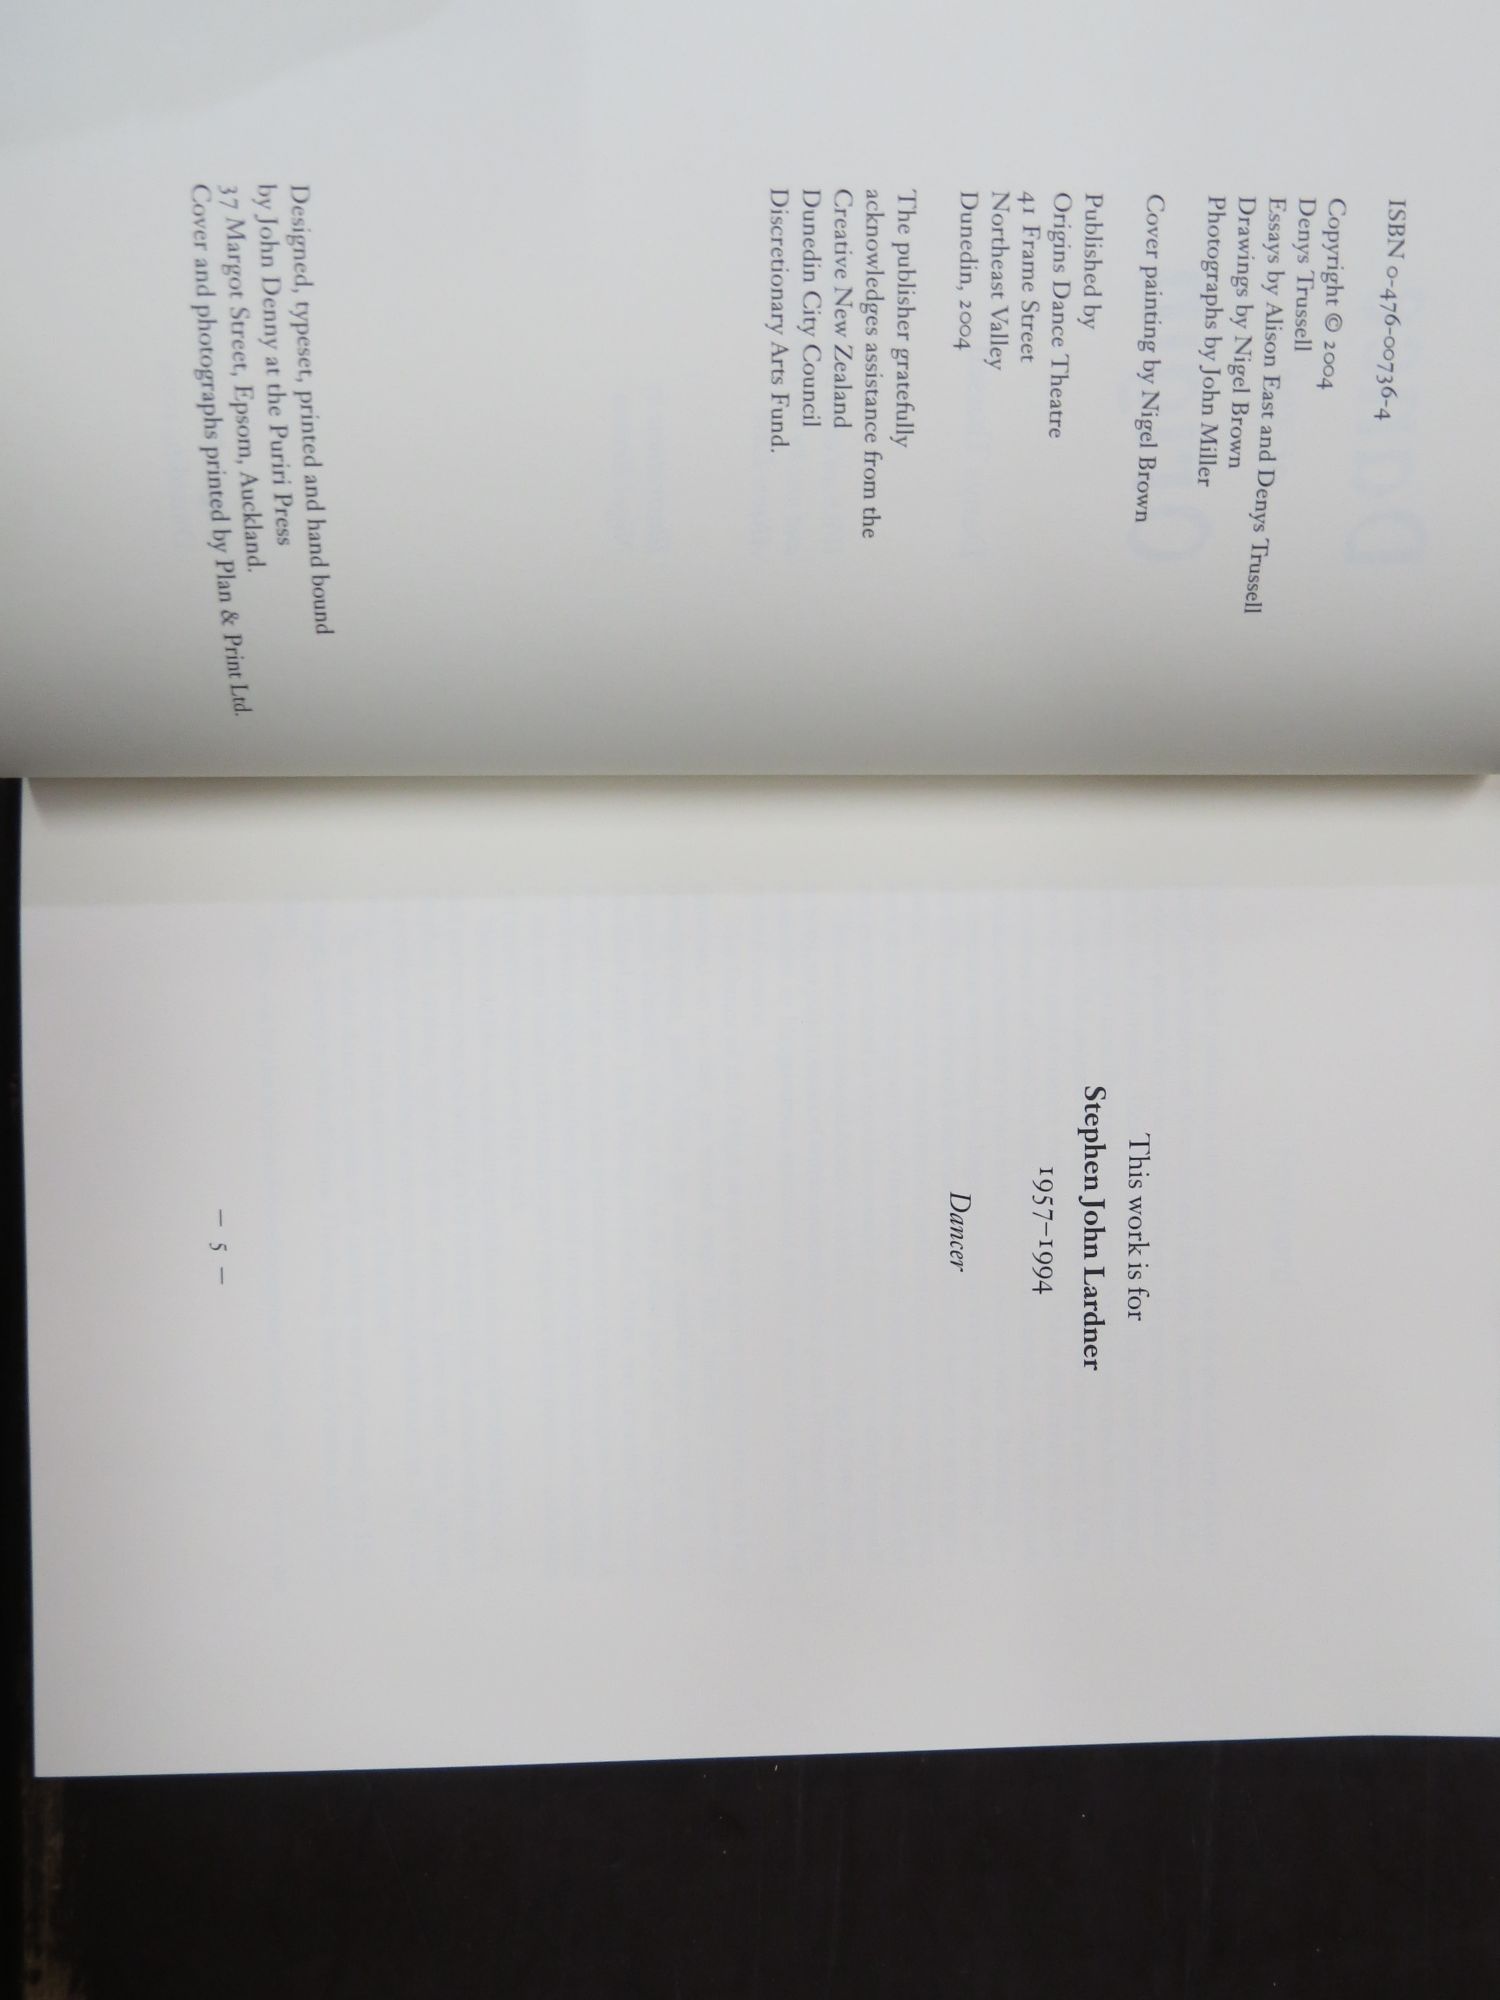 ISBN 0-476-00736-4
Copyright © 2004
Denys Trussell
Essays by Alison East and Denys Trussell
Drawings by Nigel Brown
Photographs by John Miller
Cover painting by Nigel Brown
Published by
Origins Dance Theatre
41 Frame Street
Northeast Valley
Dunedin, 2004
The publisher gratefully
acknowledges assistance from the
Creative New Zealand
Dunedin City Council
Discretionary Arts Fund.
Designed, typeset, printed and hand bound
by John Denny at the Puriri Press
37 Margot Street, Epsom, Auckland.
Cover and photographs printed by Plan & Print Ltd.
This work is for
Stephen John Lardner
1957–1994
Dancer
— 5 —